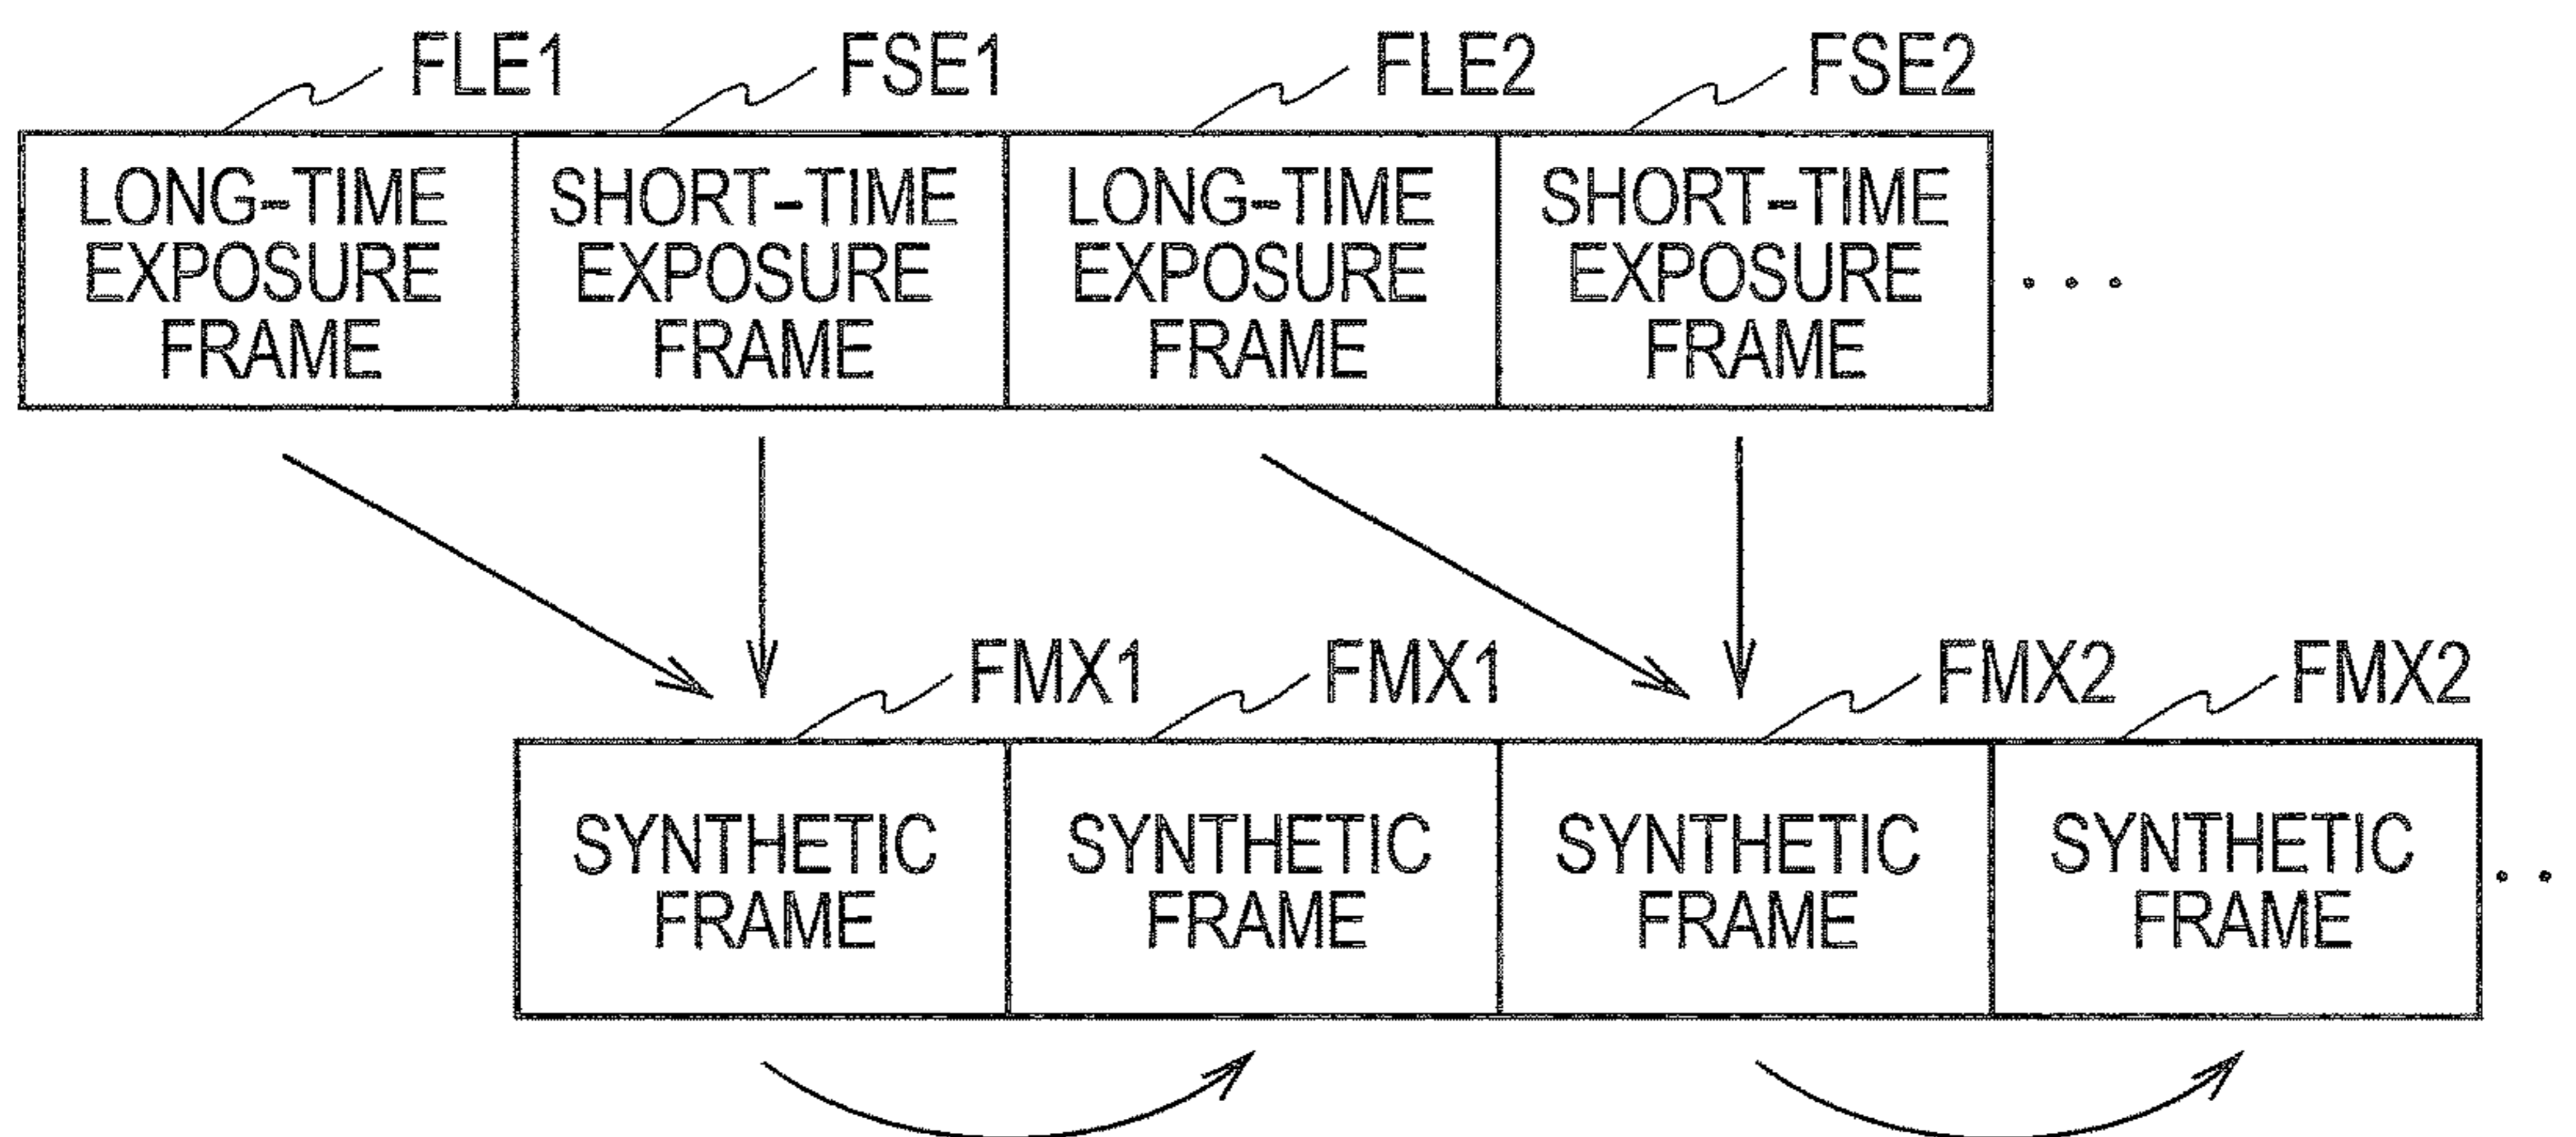 FLE1 FSE1 FLE2 FSE2
LONG-TIME
EXPOSURE
FRAME
SHORT-TIME
EXPOSURE
FRAME
LONG-TIME
EXPOSURE
FRAME
SHORT-TIME
EXPOSURE
FRAME
. . .
FMX1 FMX1 FMX2 FMX2
SYNTHETIC
FRAME
SYNTHETIC
FRAME
SYNTHETIC
FRAME
SYNTHETIC
FRAME
. .